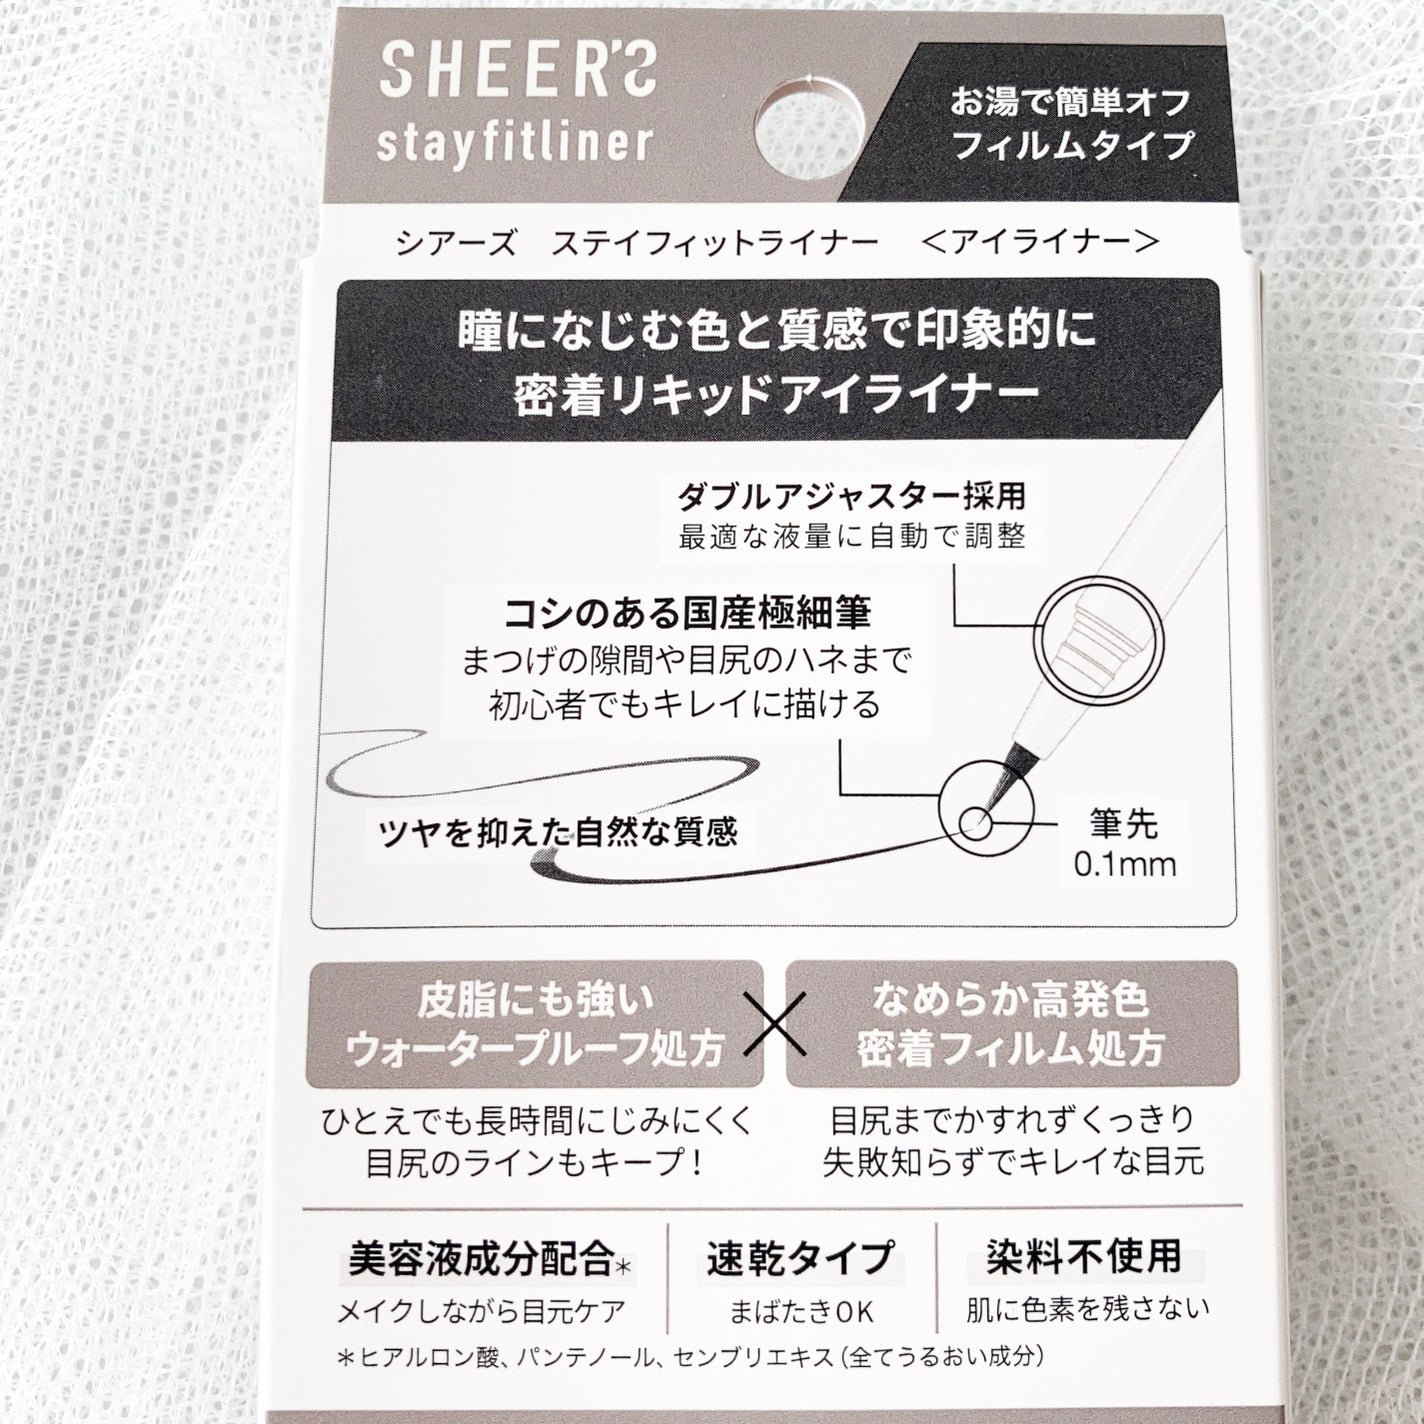 SHEER'S
stayfitliner
お湯で簡単オフ
フィルムタイプ
シアーズ ステイフィットライナー <アイライナー>
瞳になじむ色と質感で印象的に
密着リキッドアイライナー
ダブルアジャスター採用
最適な液量に自動で調整
コシのある国産極細筆
まつげの隙間や目尻のハネまで
初心者でもキレイに描ける
ツヤを抑えた自然な質感
筆先
0.1mm
皮脂にも強い
ウォータープルーフ処方
×
なめらか高発色
密着フィルム処方
ひとえでも長時間にじみにくく
目尻のラインもキープ!
目尻までかすれずくっきり
失敗知らずでキレイな目元
美容液成分配合*
メイクしながら目元ケア
速乾タイプ
まばたきOK
染料不使用
肌に色素を残さない
*ヒアルロン酸、パンテノール、センブリエキス(全てうるおい成分)